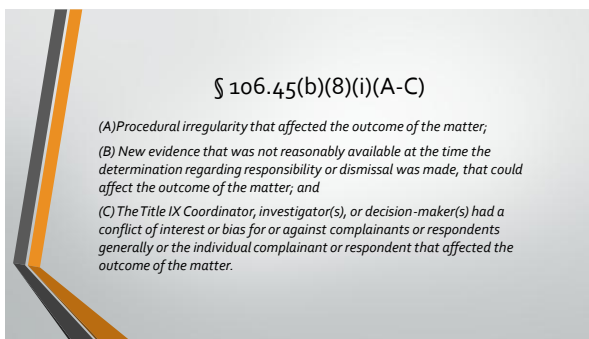 § 106.45(b)(8)(i)(A-C)
(A)Procedural irregularity that affected the outcome of the matter;
(B) New evidence that was not reasonably available at the time the
determination regarding responsibility or dismissal was made, that could
affect the outcome of the matter; and
(C) The Title IX Coordinator, investigator(s), or decision-maker(s) had a
conflict of interest or bias for or against complainants or respondents
generally or the individual complainant or respondent that affected the
outcome of the matter.